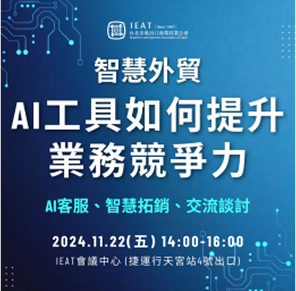 IEAT
Since 1947
台北市進出口商業同業公會
智慧外貿
AI工具如何提升
業務競爭力
AI客服、智慧拓銷、交流談討
2024.11.22(五) 14:00-16:00
IEAT會議中心 (捷運行天宮站4號出口)